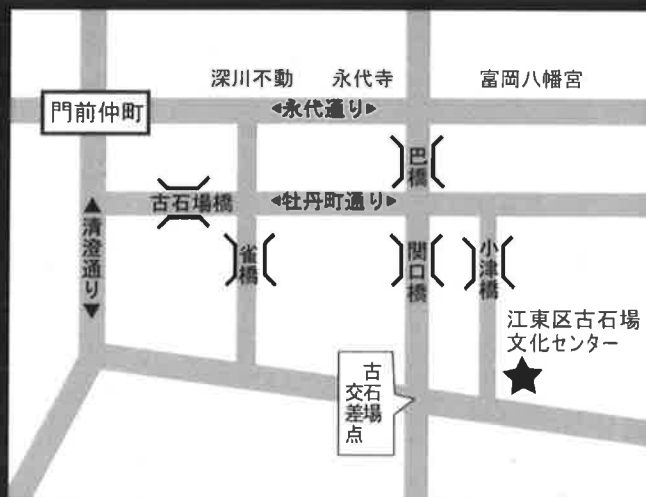 深川不動
永代寺
富岡八幡宮
門前仲町
◀永代通り▶
巴橋
古石場橋
◀牡丹町通り▶
▲清澄通り▼
雀橋
関口橋
小津橋
江東区古石場
文化センター
古石場
交差点